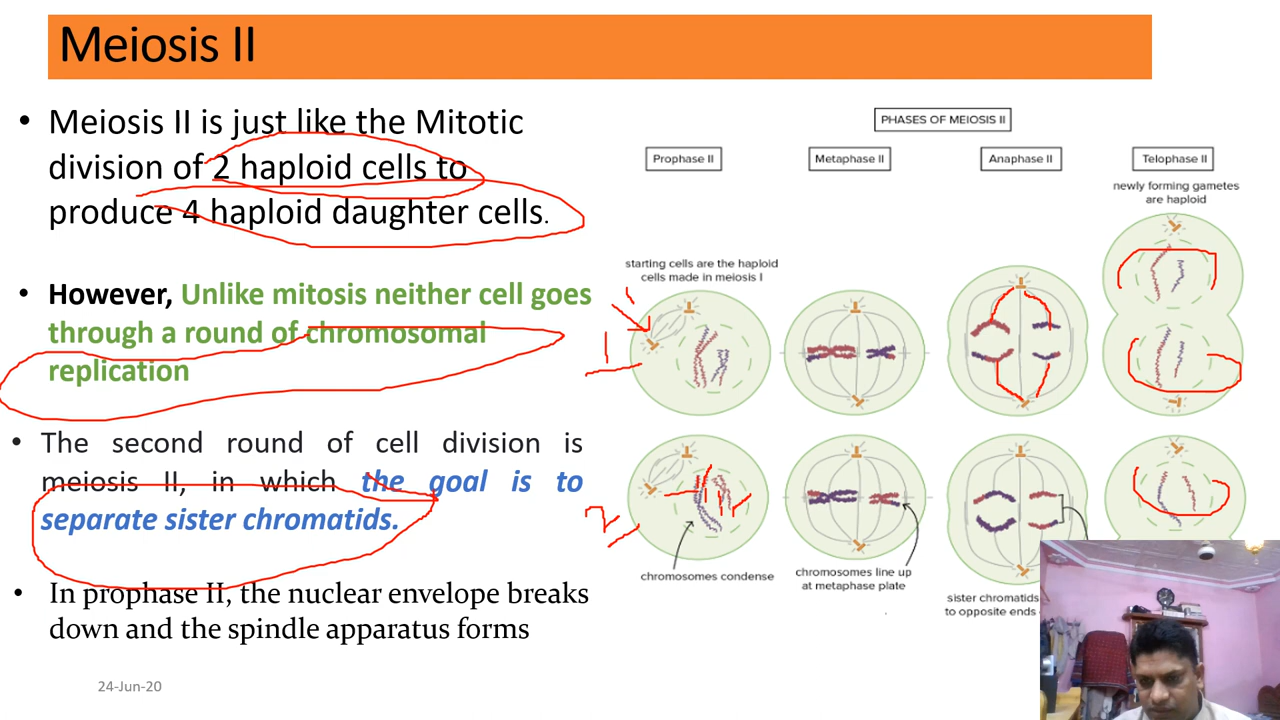 Meiosis II
• Meiosis II is just like the Mitotic
division of 2 haploid cells to
produce 4 haploid daughter cells.
• However, Unlike mitosis neither cell goes
through a round of chromosomal
replication
• The second round of cell division is
meiosis II, in which the goal is to
separate sister chromatids.
• In prophase II, the nuclear envelope breaks
down and the spindle apparatus forms
24-Jun-20
PHASES OF MEIOSIS II
Prophase II
Metaphase II
Anaphase II
Telophase II
newly forming gametes
are haploid
starting cells are the haploid
cells made in meiosis I
1
2
chromosomes condense
chromosomes line up
at metaphase plate
sister chromatids
to opposite ends